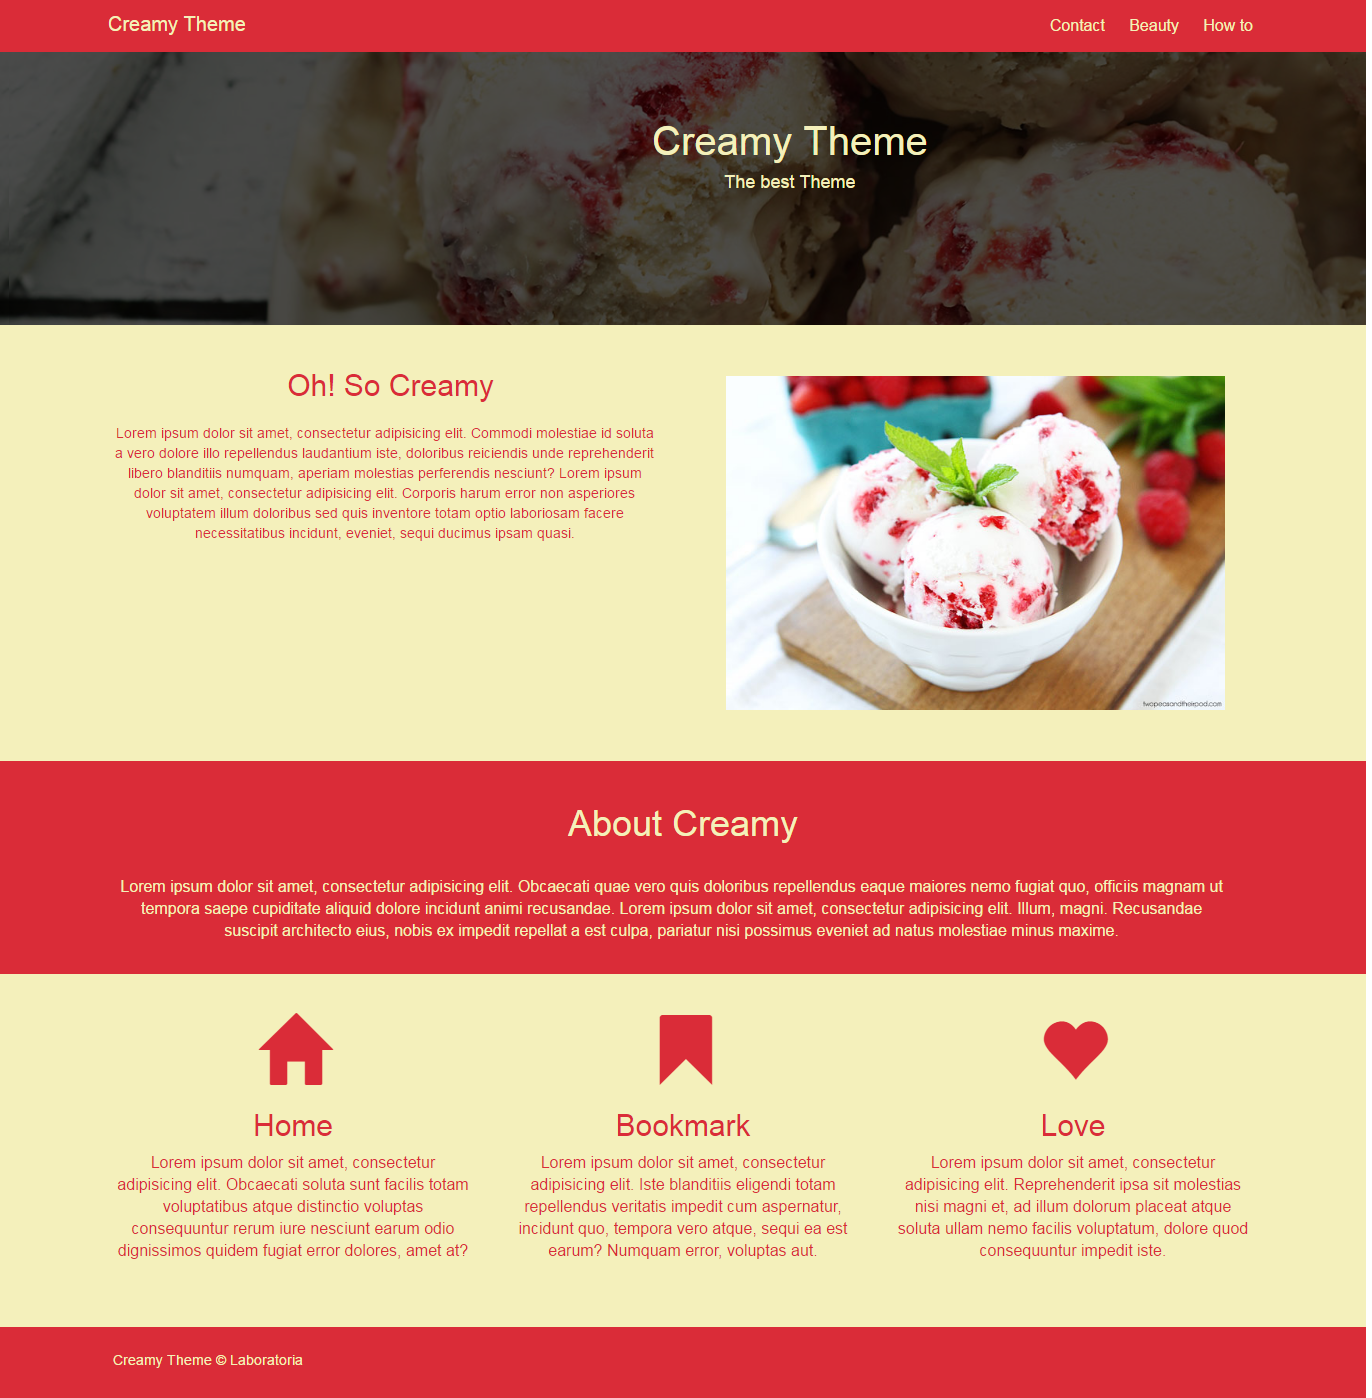 Creamy Theme
Contact Beauty How to
Creamy Theme
The best Theme
Oh! So Creamy
Lorem ipsum dolor sit amet, consectetur adipisicing elit. Commodi molestiae id soluta
a vero dolore illo repellendus laudantium iste, doloribus reiciendis unde reprehenderit
libero blanditiis numquam, aperiam molestias perferendis nesciunt? Lorem ipsum
dolor sit amet, consectetur adipisicing elit. Corporis harum error non asperiores
voluptatem illum doloribus sed quis inventore totam optio laboriosam facere
necessitatibus incidunt, eveniet, sequi ducimus ipsam quasi.
twopeasandtheirpod.com
About Creamy
Lorem ipsum dolor sit amet, consectetur adipisicing elit. Obcaecati quae vero quis doloribus repellendus eaque maiores nemo fugiat quo, officiis magnam ut
tempora saepe cupiditate aliquid dolore incidunt animi recusandae. Lorem ipsum dolor sit amet, consectetur adipisicing elit. Illum, magni. Recusandae
suscipit architecto eius, nobis ex impedit repellat a est culpa, pariatur nisi possimus eveniet ad natus molestiae minus maxime.
Home
Lorem ipsum dolor sit amet, consectetur
adipisicing elit. Obcaecati soluta sunt facilis totam
voluptatibus atque distinctio voluptas
consequuntur rerum iure nesciunt earum odio
dignissimos quidem fugiat error dolores, amet at?
Bookmark
Lorem ipsum dolor sit amet, consectetur
adipisicing elit. Iste blanditiis eligendi totam
repellendus veritatis impedit cum aspernatur,
incidunt quo, tempora vero atque, sequi ea est
earum? Numquam error, voluptas aut.
Love
Lorem ipsum dolor sit amet, consectetur
adipisicing elit. Reprehenderit ipsa sit molestias
nisi magni et, ad illum dolorum placeat atque
soluta ullam nemo facilis voluptatum, dolore quod
consequuntur impedit iste.
Creamy Theme © Laboratoria